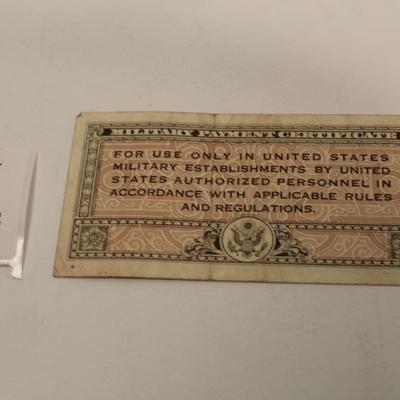 MILITARY PAYMENT CERTIFICATE
FOR USE ONLY IN UNITED STATES
MILITARY ESTABLISHMENTS BY UNITED
STATES AUTHORIZED PERSONNEL IN
ACCORDANCE WITH APPLICABLE RULES
AND REGULATIONS.